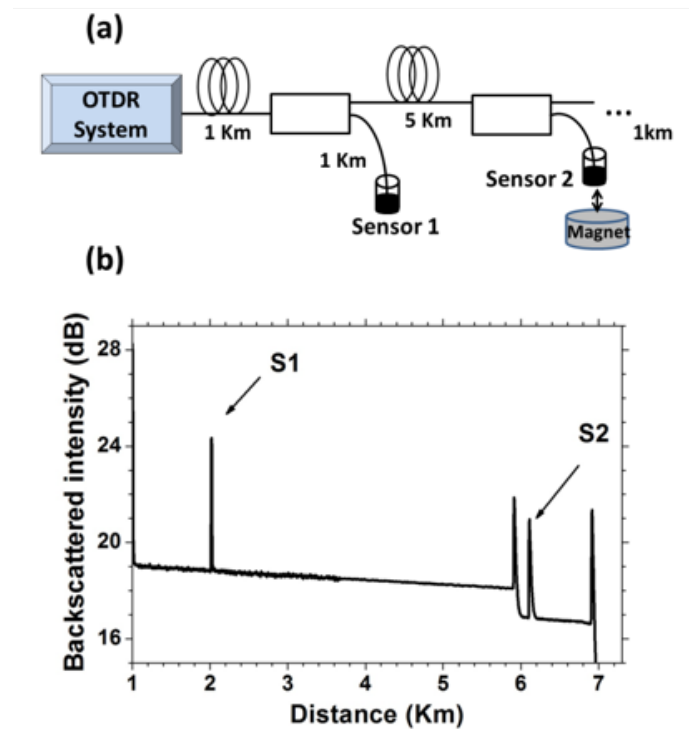 (a)
OTDR
System
1 Km
5 Km
1km
1 Km
Sensor 1
Sensor 2
Magnet
(b)
Backscattered intensity (dB)
28
24
20
16
S1
S2
1 2 3 4 5 6 7
Distance (Km)